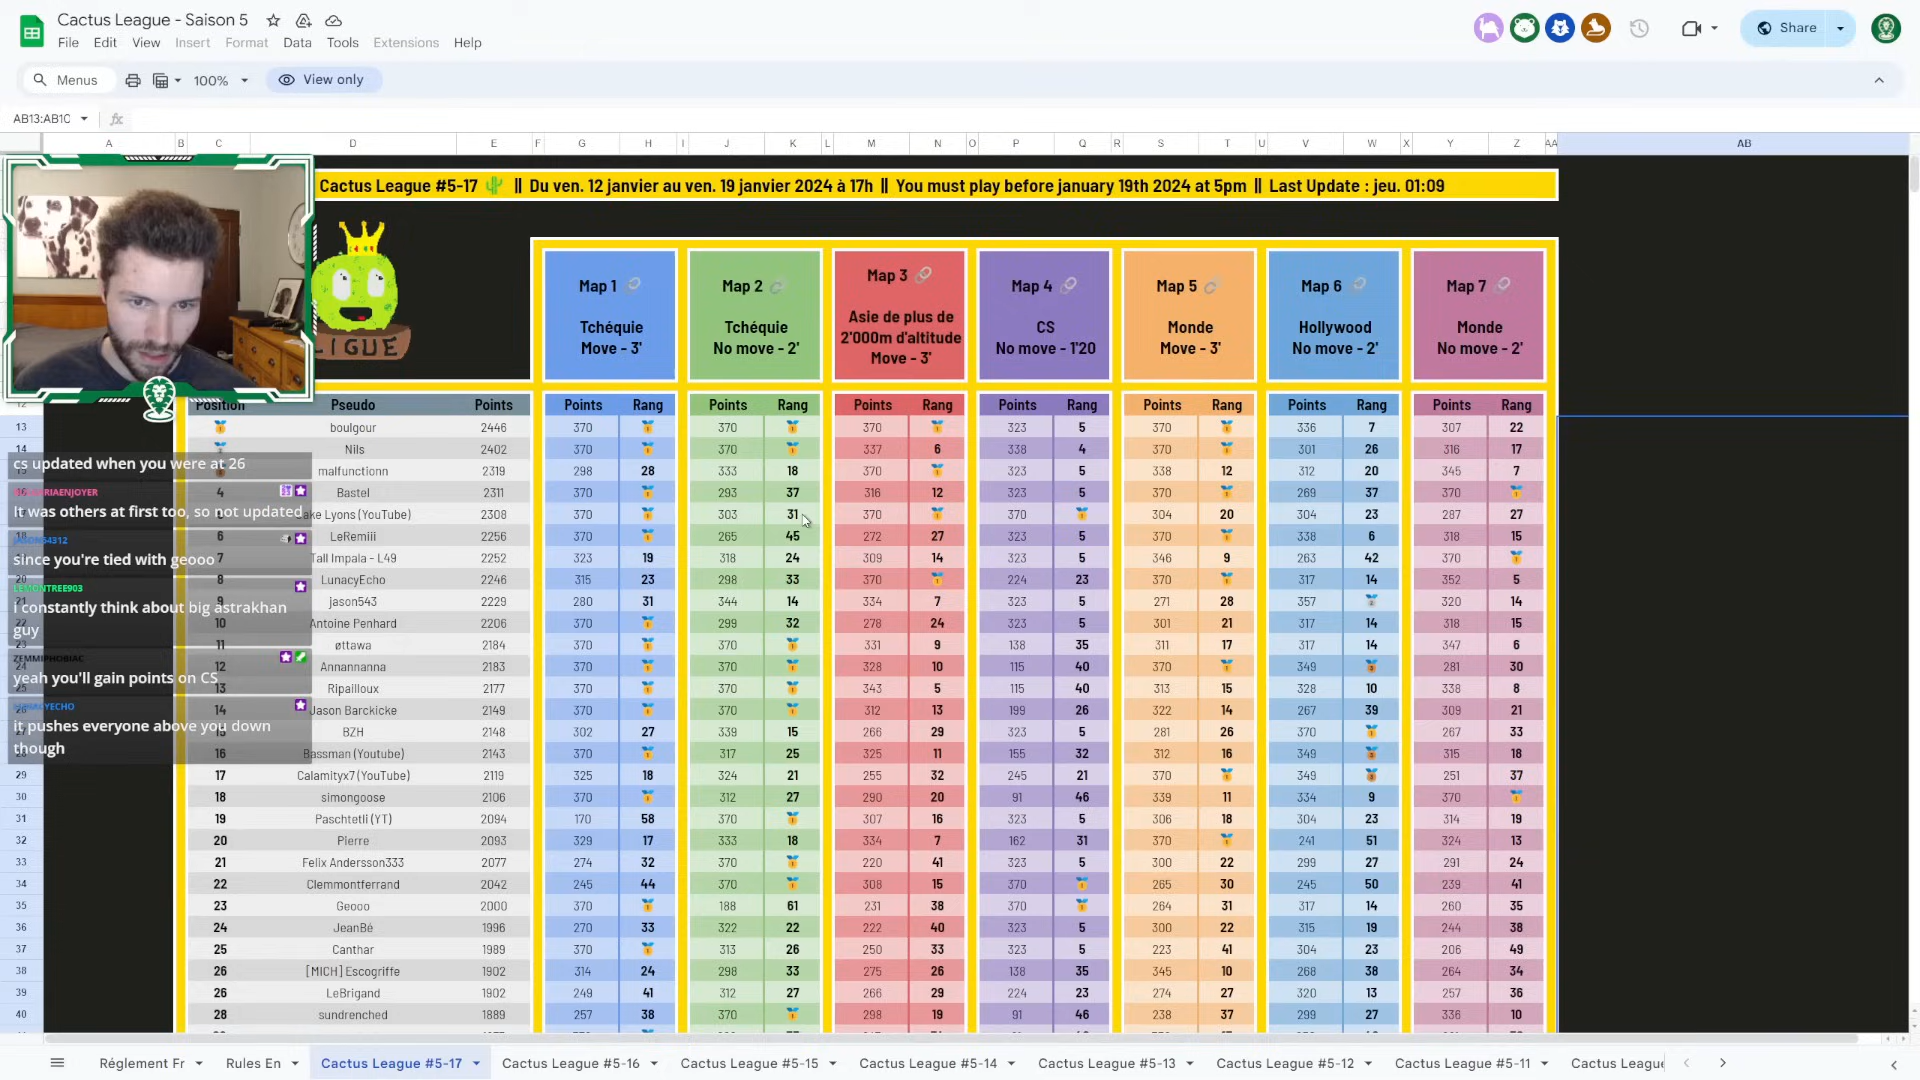 Cactus League - Saison 5
File Edit View Insert Format Data Tools Extensions Help
Share
Menus 100% View only
AB13:AB1C fx
A B C D E F G H I J K L M N O P Q R S T U V W X Y Z AA AB
Cactus League #5-17 🌵 || Du ven. 12 janvier au ven. 19 janvier 2024 à 17h || You must play before january 19th 2024 at 5pm || Last Update : jeu. 01:09
LIGUE
Map 1 Tchéquie Move - 3'
Map 2 Tchéquie No move - 2'
Map 3 Asie de plus de 2'000m d'altitude Move - 3'
Map 4 CS No move - 1'20
Map 5 Monde Move - 3'
Map 6 Hollywood No move - 2'
Map 7 Monde No move - 2'
12 Position Pseudo Points Points Rang Points Rang Points Rang Points Rang Points Rang Points Rang Points Rang
13 🥇 boulgour 2446 370 🥇 370 🥇 370 🥇 323 5 370 🥇 336 7 307 22
14 🥈 Nils 2402 370 🥇 370 🥇 337 6 338 4 370 🥇 301 26 316 17
malfunctionn 2319 298 28 333 18 370 🥇 323 5 338 12 312 20 345 7
4 Bastel 2311 370 🥇 293 37 316 12 323 5 370 🥇 269 37 370 🥇
ake Lyons (YouTube) 2308 370 🥇 303 31 370 🥇 370 🥇 304 20 304 23 287 27
6 LeRemiii 2256 370 🥇 265 45 272 27 323 5 370 🥇 338 6 318 15
7 Tall Impala - L49 2252 323 19 318 24 309 14 323 5 346 9 263 42 370 🥇
8 LunacyEcho 2246 315 23 298 33 370 🥇 224 23 370 🥇 317 14 352 5
9 jason543 2229 280 31 344 14 334 7 323 5 271 28 357 🥈 320 14
10 Antoine Penhard 2206 370 🥇 299 32 278 24 323 5 301 21 317 14 318 15
11 øttawa 2184 370 🥇 370 🥇 331 9 138 35 311 17 317 14 347 6
12 Annannanna 2183 370 🥇 370 🥇 328 10 115 40 370 🥇 349 🥉 281 30
13 Ripailloux 2177 370 🥇 370 🥇 343 5 115 40 313 15 328 10 338 8
14 Jason Barckicke 2149 370 🥇 370 🥇 312 13 199 26 322 14 267 39 309 21
BZH 2148 302 27 339 15 266 29 323 5 281 26 370 🥇 267 33
16 Bassman (Youtube) 2143 370 🥇 317 25 325 11 155 32 312 16 349 🥉 315 18
29 17 Calamityx7 (YouTube) 2119 325 18 324 21 255 32 245 21 370 🥇 349 🥉 251 37
30 18 simongoose 2106 370 🥇 312 27 290 20 91 46 339 11 334 9 370 🥇
31 19 Paschtetli (YT) 2094 170 58 370 🥇 307 16 323 5 306 18 304 23 314 19
32 20 Pierre 2093 329 17 333 18 334 7 162 31 370 🥇 241 51 324 13
33 21 Felix Andersson333 2077 274 32 370 🥇 220 41 323 5 300 22 299 27 291 24
34 22 Clemmontferrand 2042 245 44 370 🥇 308 15 370 🥇 265 30 245 50 239 41
35 23 Geooo 2000 370 🥇 188 61 231 38 370 🥇 264 31 317 14 260 35
36 24 JeanBé 1996 270 33 322 22 222 40 323 5 300 22 315 19 244 38
37 25 Canthar 1989 370 🥇 313 26 250 33 323 5 223 41 304 23 206 49
38 26 [MICH] Escogriffe 1902 314 24 298 33 275 26 138 35 345 10 268 38 264 34
39 26 LeBrigand 1902 249 41 312 27 266 29 224 23 274 27 320 13 257 36
40 28 sundrenched 1889 257 38 370 🥇 298 19 91 46 238 37 299 27 336 10
cs updated when you were at 26
It was others at first too, so not updated
since you're tied with geooo
LEMONTREE903
i constantly think about big astrakhan
guy
ZEMMIPHOBIAC
yeah you'll gain points on CS
LUNACYECHO
it pushes everyone above you down
though
Réglement Fr Rules En Cactus League #5-17 Cactus League #5-16 Cactus League #5-15 Cactus League #5-14 Cactus League #5-13 Cactus League #5-12 Cactus League #5-11 Cactus League